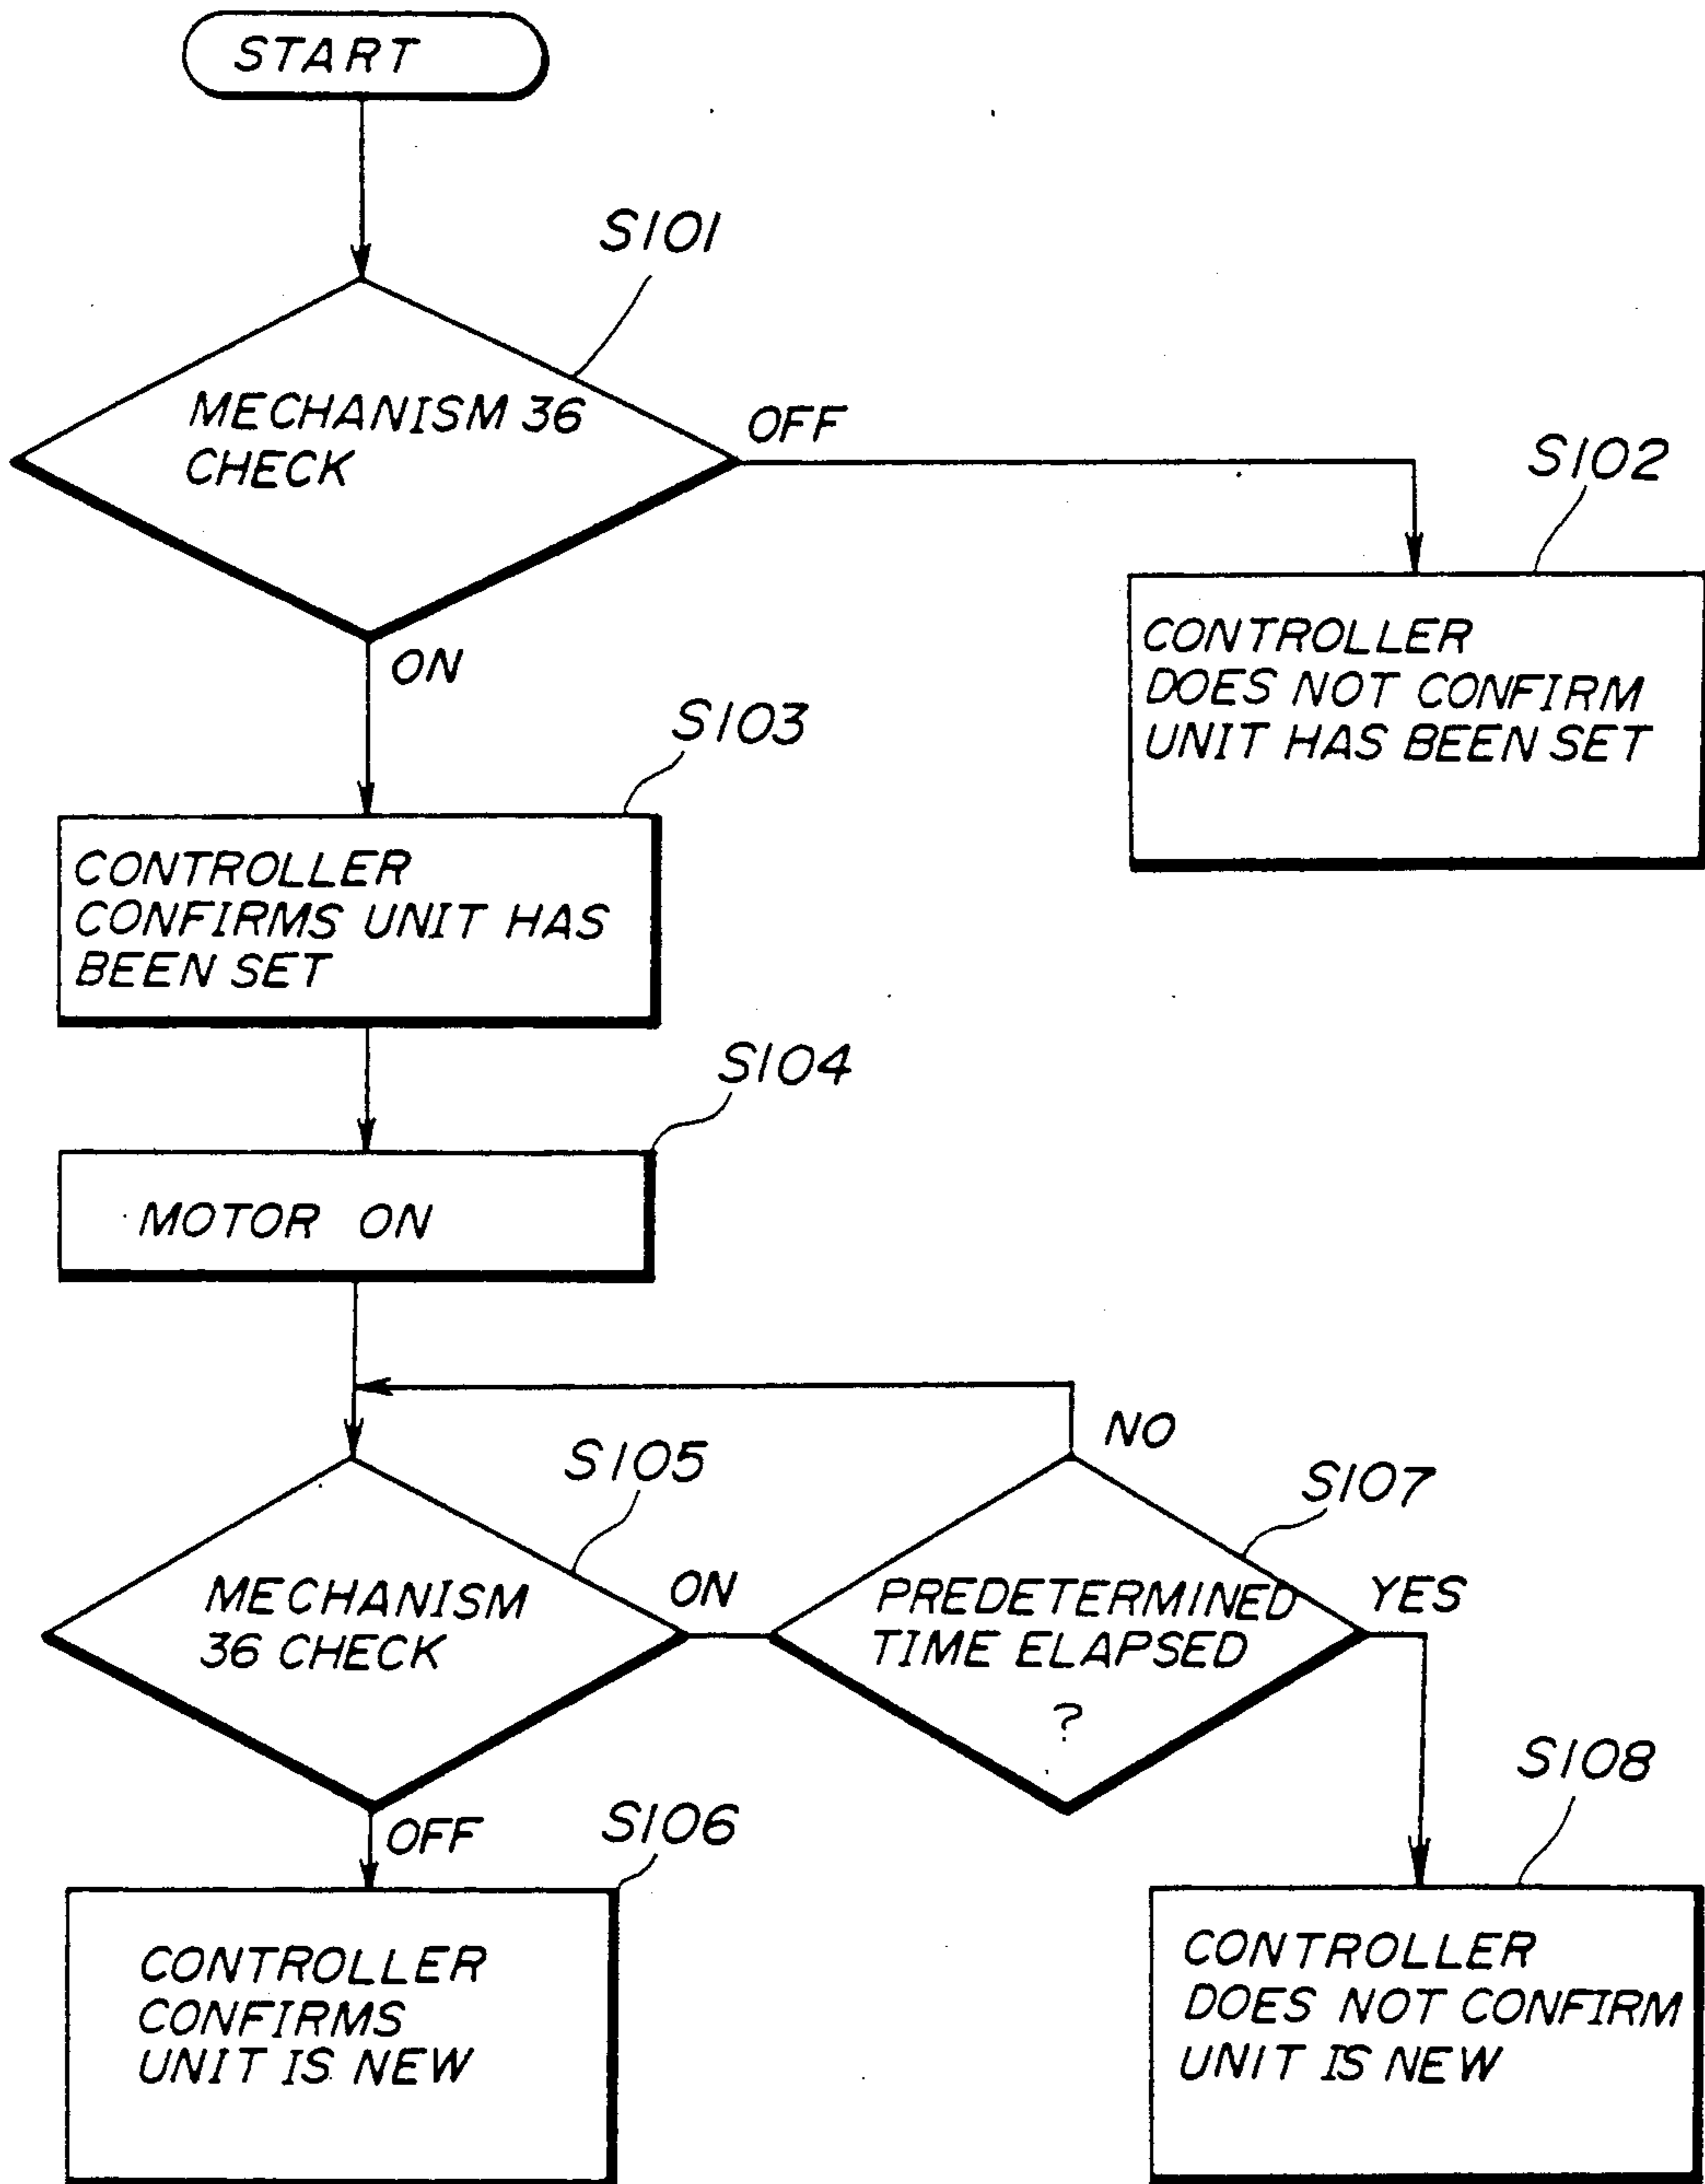 START
S101
MECHANISM 36
CHECK
OFF
S102
CONTROLLER
DOES NOT CONFIRM
UNIT HAS BEEN SET
ON
S103
CONTROLLER
CONFIRMS UNIT HAS
BEEN SET
S104
MOTOR ON
NO
S105
S107
MECHANISM
36 CHECK
ON
PREDETERMINED
TIME ELAPSED
?
YES
S108
OFF
S106
CONTROLLER
CONFIRMS
UNIT IS NEW
CONTROLLER
DOES NOT CONFIRM
UNIT IS NEW